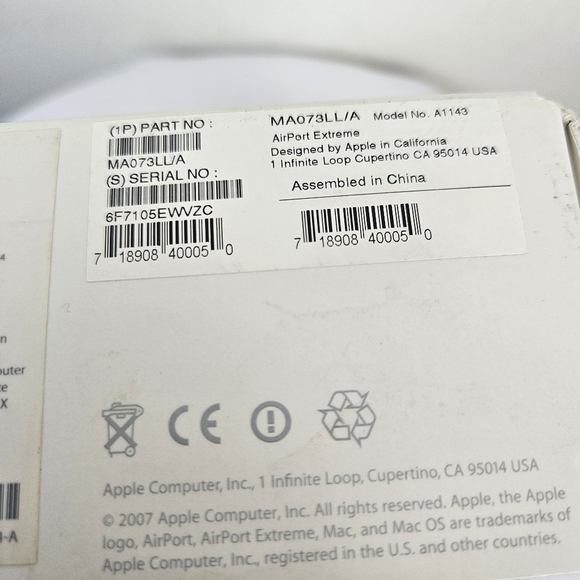 (1P) PART NO :
MA073LL/A
(S) SERIAL NO :
6F7105EWVZC
7 18908 40005 0
MA073LL/A Model No. A1143
AirPort Extreme
Designed by Apple in California
1 Infinite Loop Cupertino CA 95014 USA
Assembled in China
7 18908 40005 0
X
CE
Apple Computer, Inc., 1 Infinite Loop, Cupertino, CA 95014 USA
© 2007 Apple Computer, Inc. All rights reserved. Apple, the Apple
logo, AirPort, AirPort Extreme, Mac, and Mac OS are trademarks of
Apple Computer, Inc., registered in the U.S. and other countries.